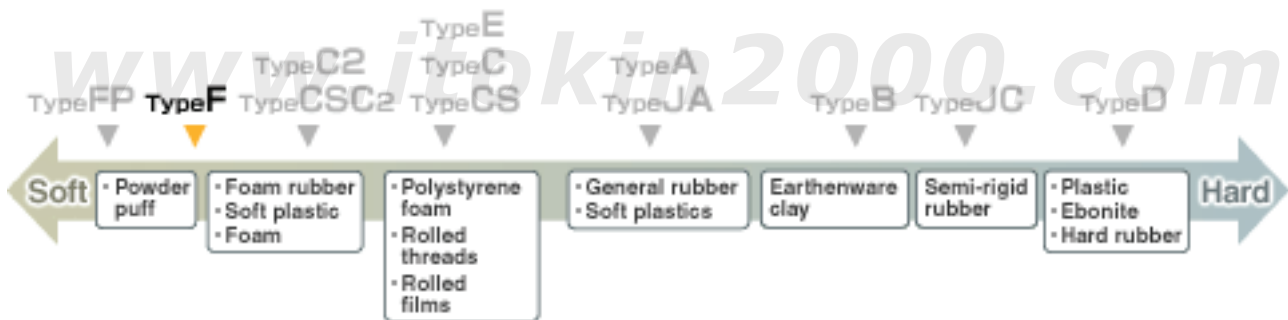 www.itokin2000.com
TypeE
TypeC2 TypeC TypeA
TypeFP TypeF TypeCSC2 TypeCS TypeJA TypeB TypeJC TypeD
Soft
・Powder
puff
・Foam rubber
・Soft plastic
・Foam
・Polystyrene
foam
・Rolled
threads
・Rolled
films
・General rubber
・Soft plastics
Earthenware
clay
Semi-rigid
rubber
・Plastic
・Ebonite
・Hard rubber
Hard